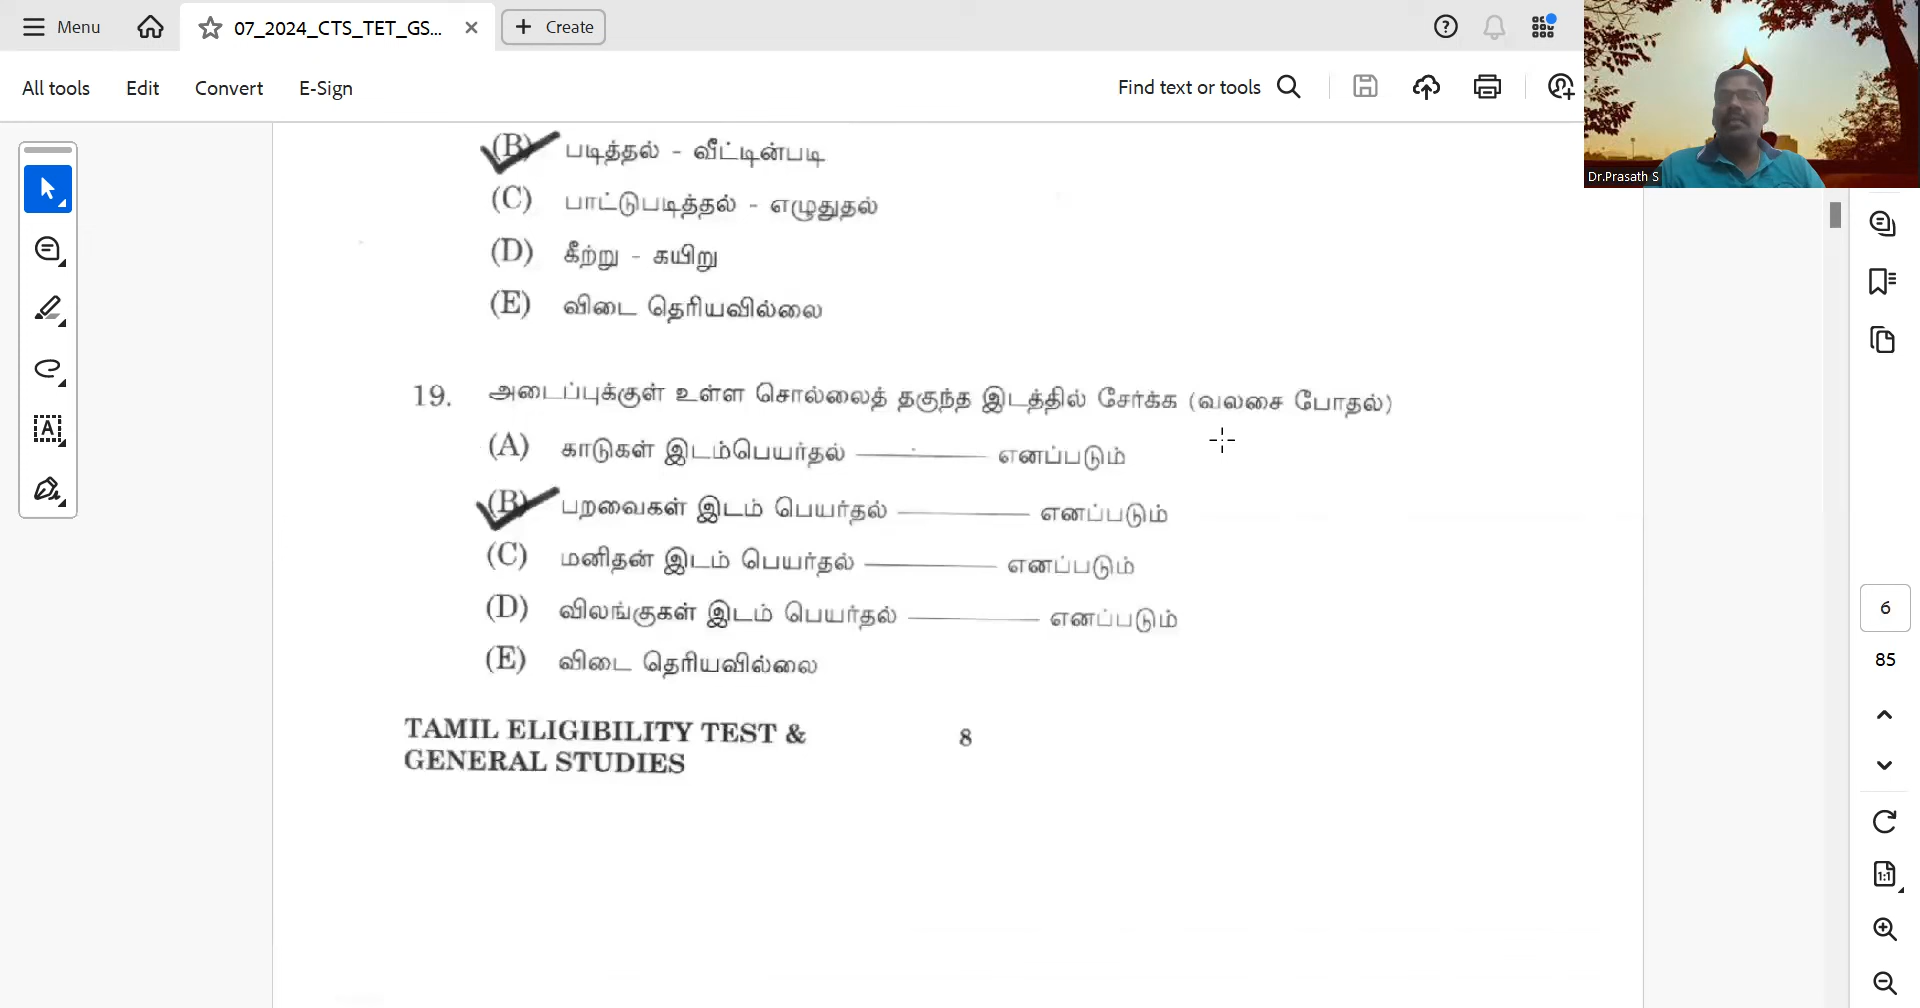 Menu
07_2024_CTS_TET_GS...
Create
All tools
Edit
Convert
E-Sign
Find text or tools
Dr.Prasath S
(B) படித்தல் - வீட்டின்படி
(C) பாட்டுபடித்தல் - எழுதுதல்
(D) கீற்று - கயிறு
(E) விடை தெரியவில்லை
19. அடைப்புக்குள் உள்ள சொல்லைத் தகுந்த இடத்தில் சேர்க்க (வலசை போதல்)
(A) காடுகள் இடம்பெயர்தல் ———— எனப்படும்
(B) பறவைகள் இடம் பெயர்தல் ———— எனப்படும்
(C) மனிதன் இடம் பெயர்தல் ———— எனப்படும்
(D) விலங்குகள் இடம் பெயர்தல் ———— எனப்படும்
(E) விடை தெரியவில்லை
TAMIL ELIGIBILITY TEST & 8
GENERAL STUDIES
6
85